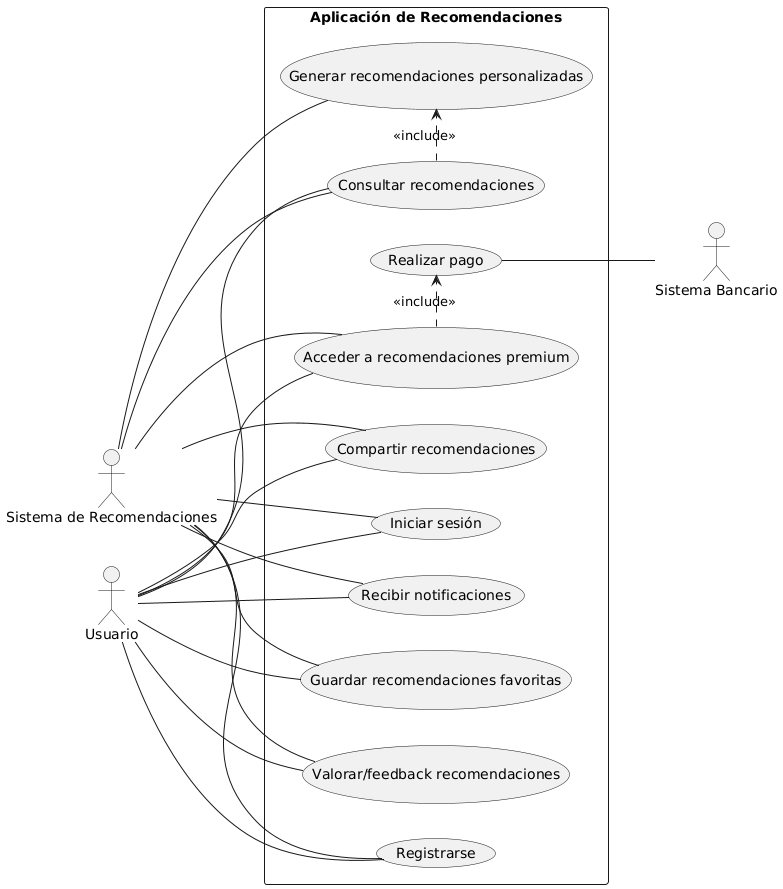 Aplicación de Recomendaciones
Generar recomendaciones personalizadas
«include»
Consultar recomendaciones
Realizar pago
Sistema Bancario
«include»
Acceder a recomendaciones premium
Compartir recomendaciones
Sistema de Recomendaciones
Iniciar sesión
Recibir notificaciones
Usuario
Guardar recomendaciones favoritas
Valorar/feedback recomendaciones
Registrarse